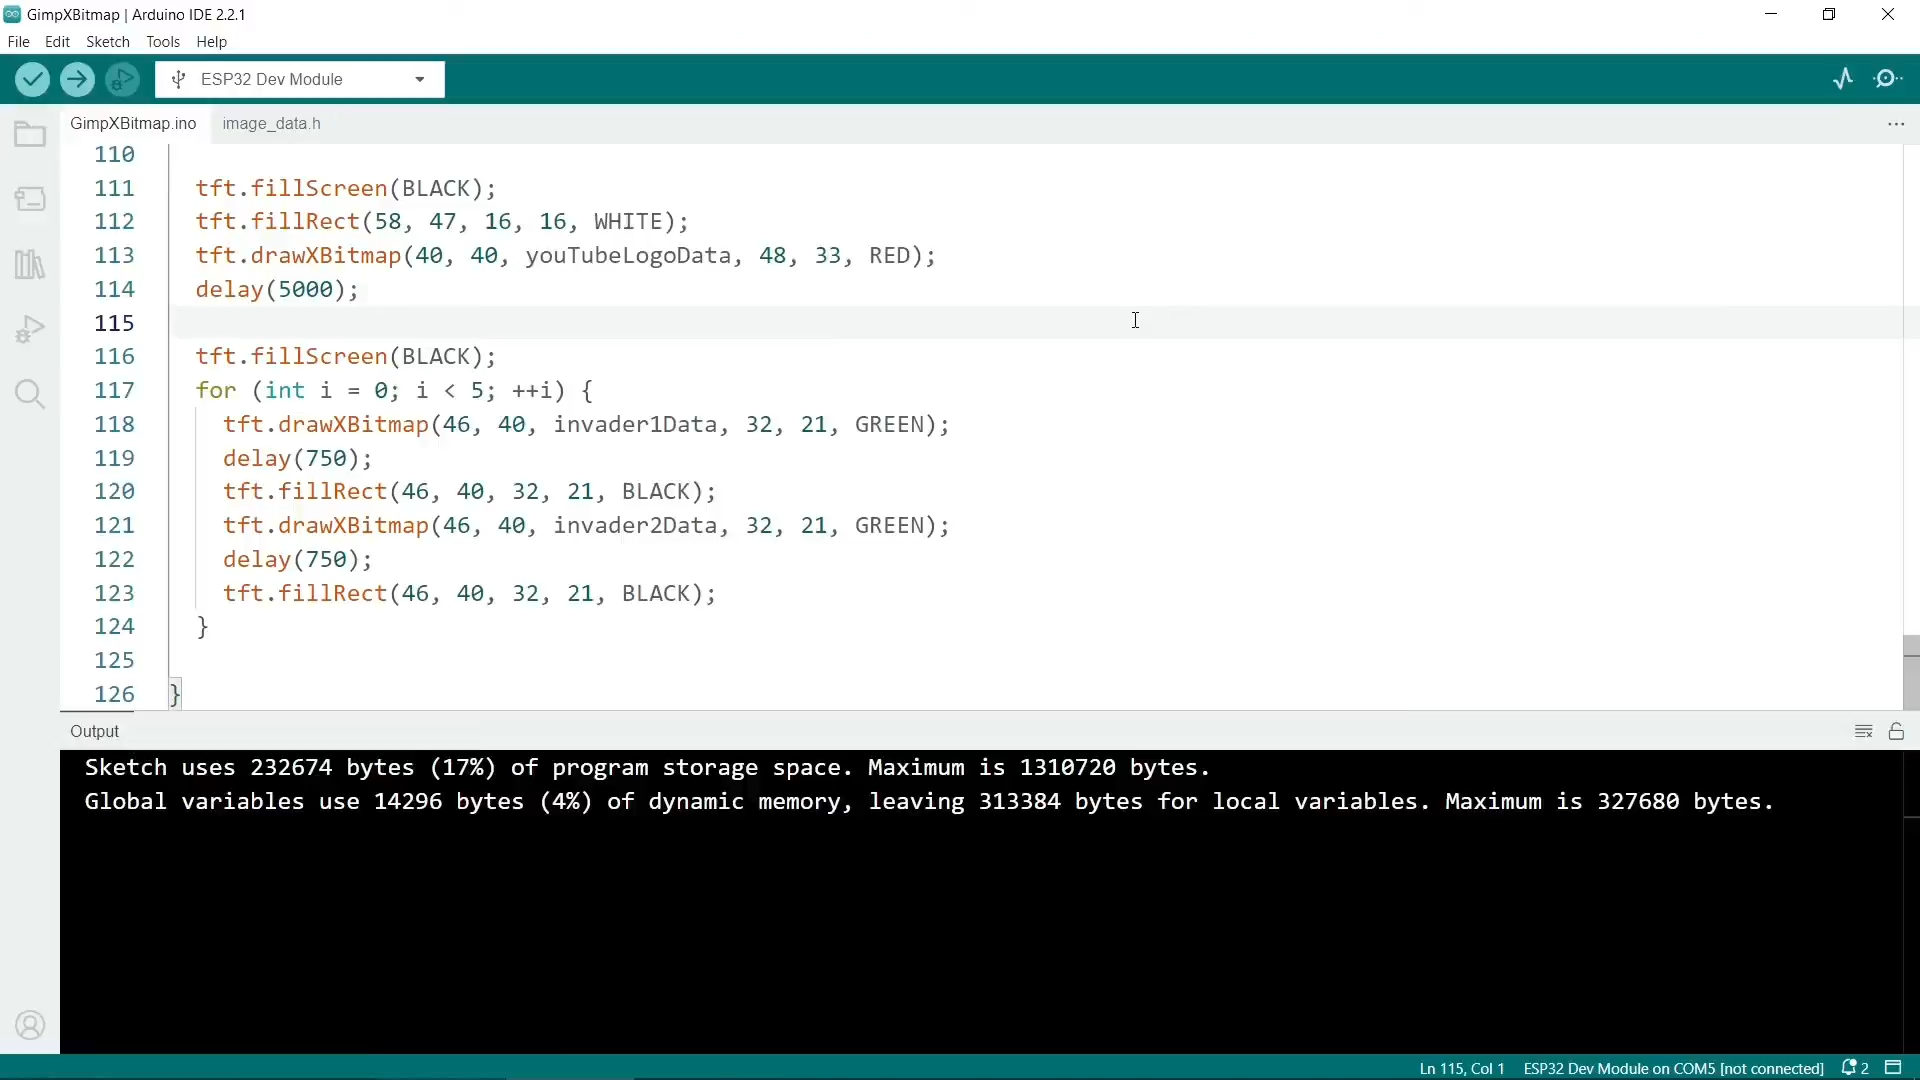 GimpXBitmap | Arduino IDE 2.2.1
File Edit Sketch Tools Help
ESP32 Dev Module
GimpXBitmap.ino image_data.h
110
111 tft.fillScreen(BLACK);
112 tft.fillRect(58, 47, 16, 16, WHITE);
113 tft.drawXBitmap(40, 40, youTubeLogoData, 48, 33, RED);
114 delay(5000);
115
116 tft.fillScreen(BLACK);
117 for (int i = 0; i < 5; ++i) {
118 tft.drawXBitmap(46, 40, invader1Data, 32, 21, GREEN);
119 delay(750);
120 tft.fillRect(46, 40, 32, 21, BLACK);
121 tft.drawXBitmap(46, 40, invader2Data, 32, 21, GREEN);
122 delay(750);
123 tft.fillRect(46, 40, 32, 21, BLACK);
124 }
125
126 }
Output
Sketch uses 232674 bytes (17%) of program storage space. Maximum is 1310720 bytes.
Global variables use 14296 bytes (4%) of dynamic memory, leaving 313384 bytes for local variables. Maximum is 327680 bytes.
Ln 115, Col 1 ESP32 Dev Module on COM5 [not connected] 2